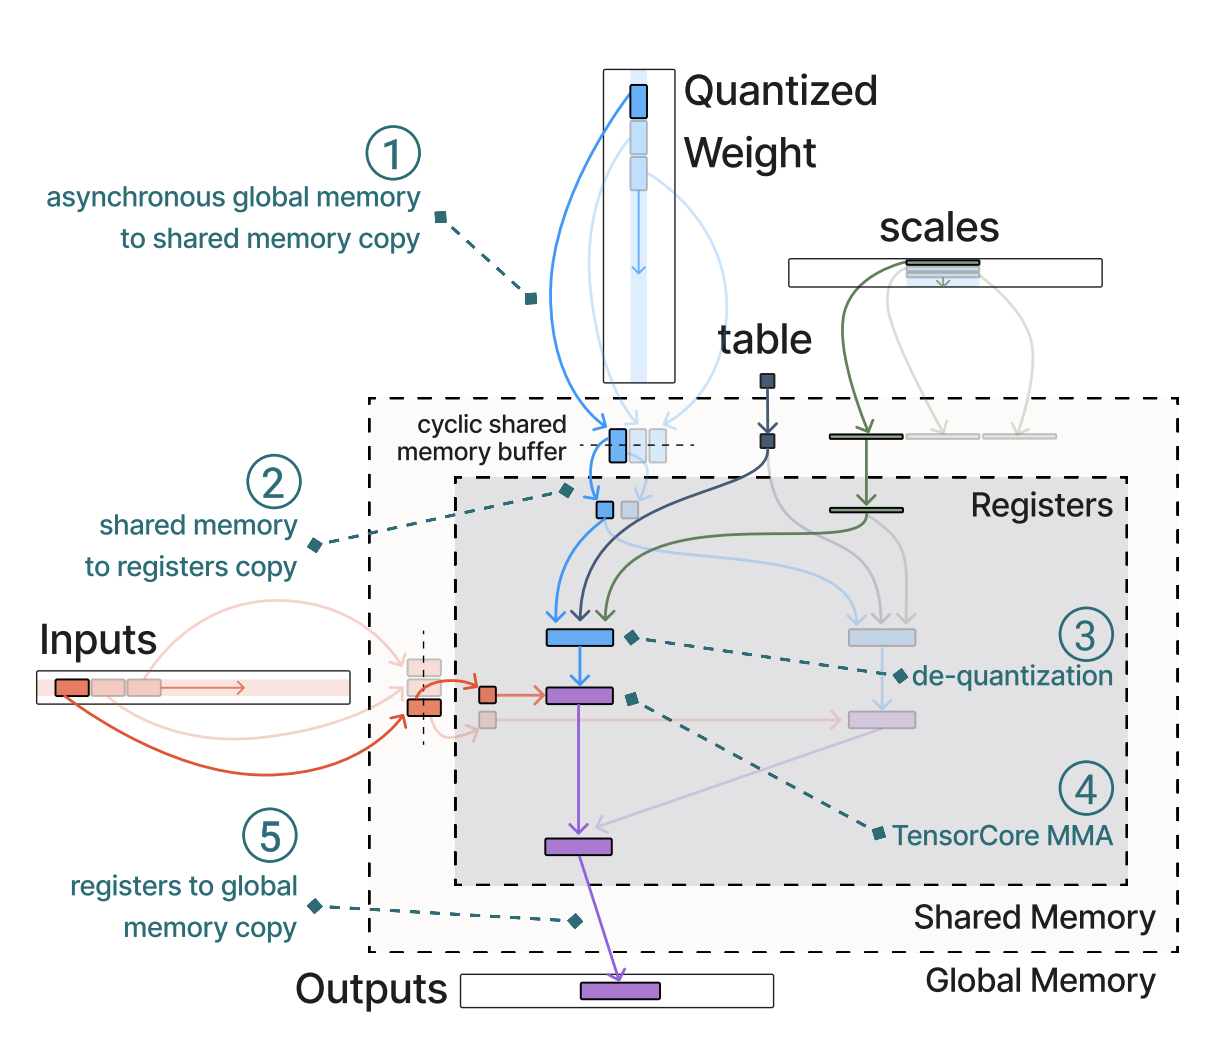 Quantized
Weight
1
asynchronous global memory
to shared memory copy
scales
table
cyclic shared
memory buffer
2
shared memory
to registers copy
Registers
Inputs
3
de-quantization
4
TensorCore MMA
5
registers to global
memory copy
Shared Memory
Global Memory
Outputs